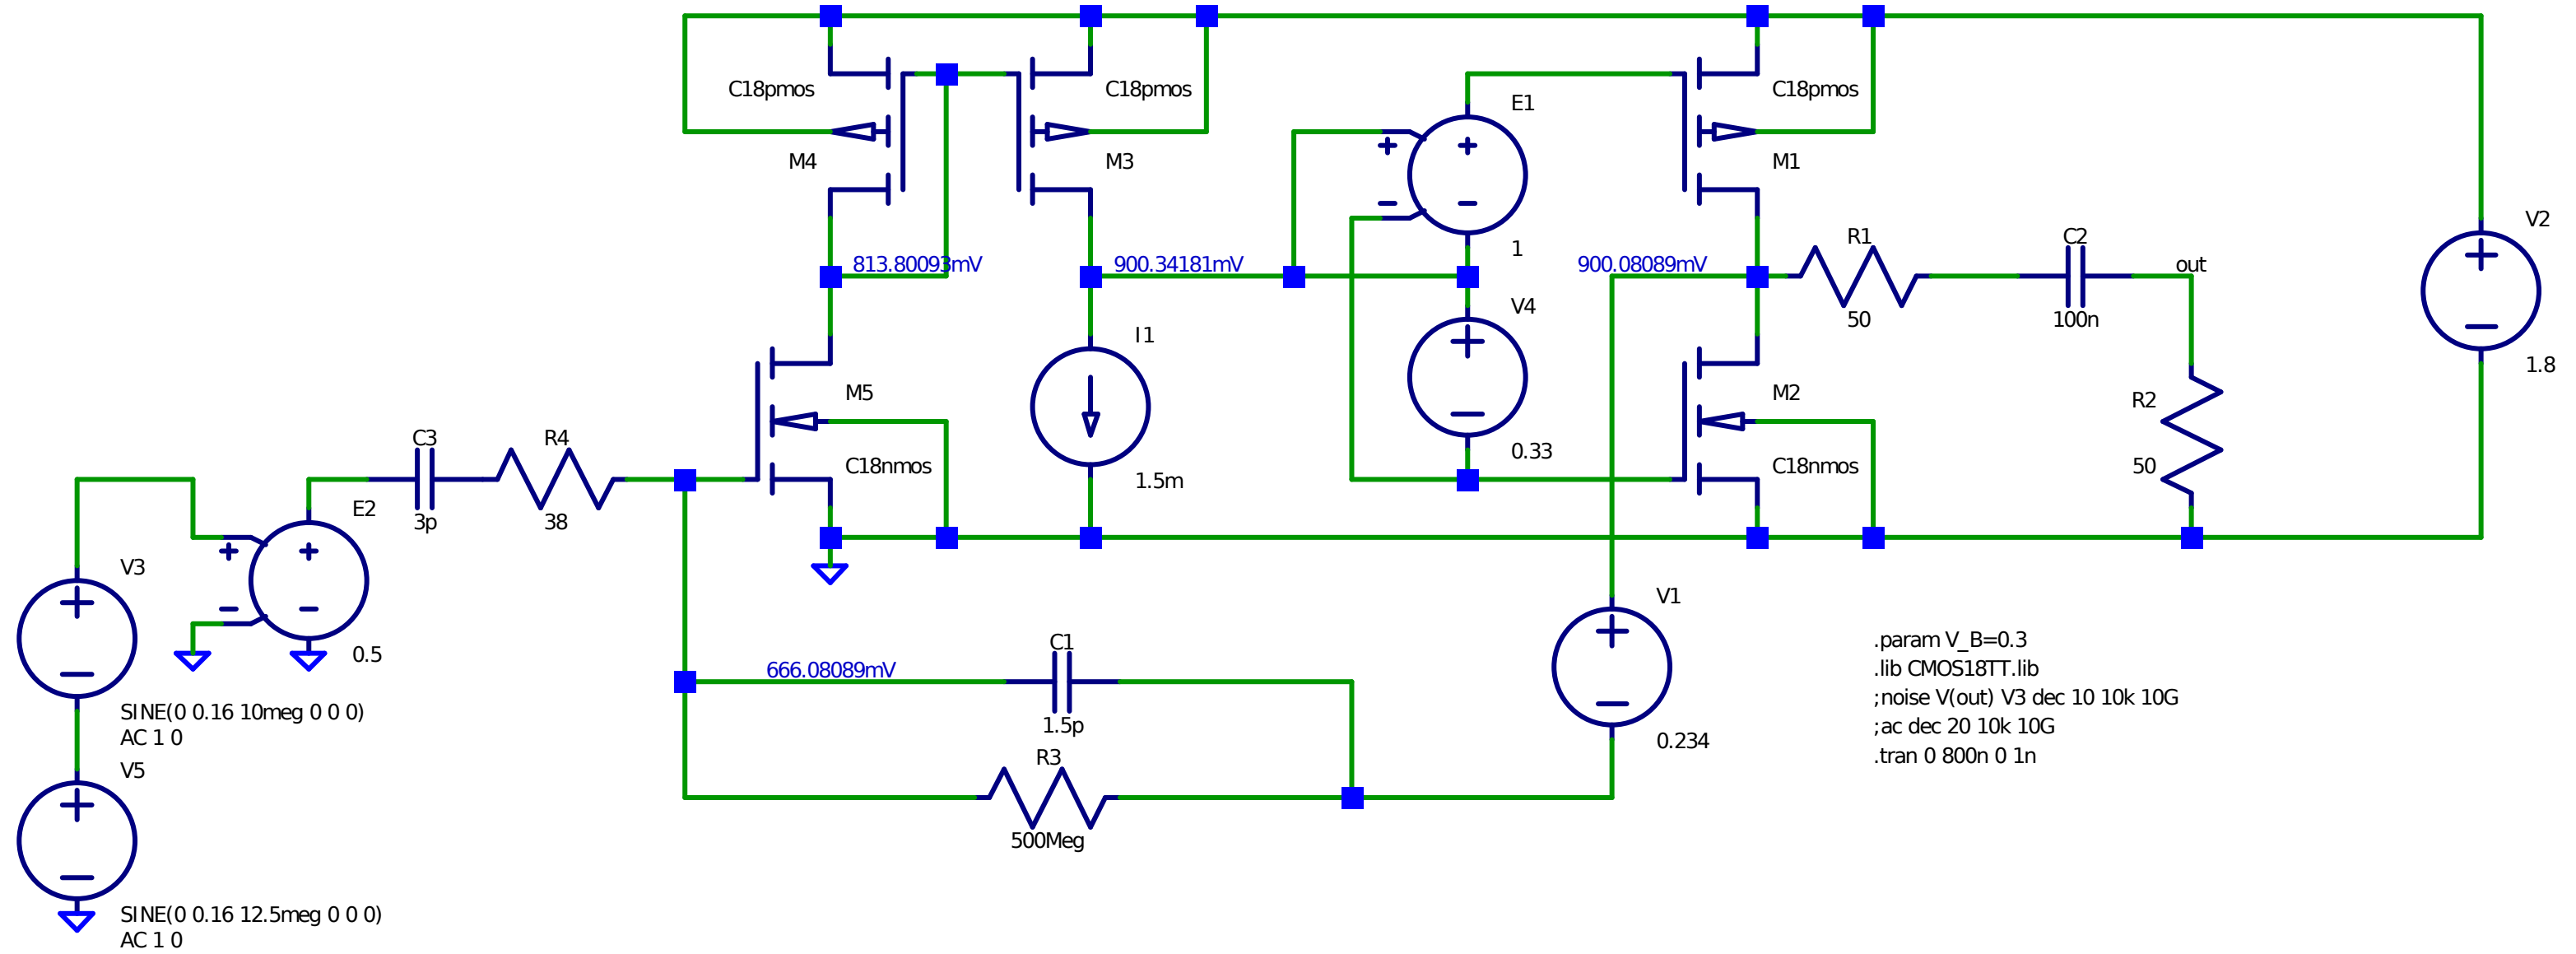 C18pmos
M4
C18pmos
M3
E1
1
C18pmos
M1
V2
1.8
813.80093mV
900.34181mV
900.08089mV
R1
50
C2
100n
out
I1
1.5m
V4
0.33
M5
C18nmos
M2
C18nmos
R2
50
C3
3p
R4
38
E2
0.5
V3
SINE(0 0.16 10meg 0 0 0)
AC 1 0
V5
SINE(0 0.16 12.5meg 0 0 0)
AC 1 0
666.08089mV
C1
1.5p
R3
500Meg
V1
0.234
.param V_B=0.3
.lib CMOS18TT.lib
;noise V(out) V3 dec 10 10k 10G
;ac dec 20 10k 10G
.tran 0 800n 0 1n